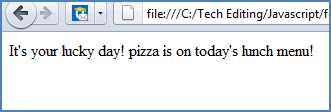 file:///C:/Tech Editing/Javascript/f
It's your lucky day! pizza is on today's lunch menu!